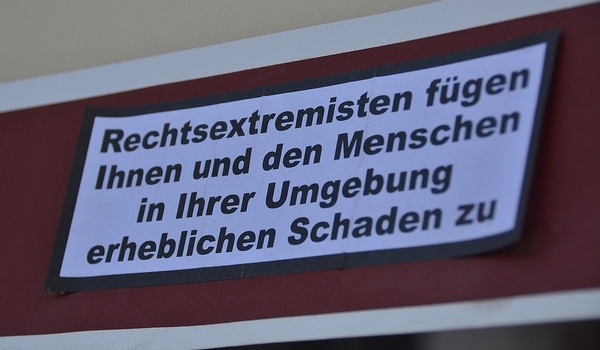 Rechtsextremisten fügen
Ihnen und den Menschen
in Ihrer Umgebung
erheblichen Schaden zu